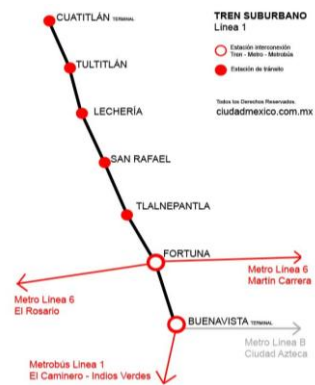 CUATITLÁN TERMINAL
TREN SUBURBANO
Línea 1
Estación interconexión
Tren - Metro - Metrobús
Estación de tránsito
TULTITLÁN
LECHERÍA
Todos los Derechos Reservados.
ciudadmexico.com.mx
SAN RAFAEL
TLALNEPANTLA
FORTUNA
Metro Línea 6
Martín Carrera
Metro Línea 6
El Rosario
BUENAVISTA TERMINAL
Metro Línea B
Ciudad Azteca
Metrobús Línea 1
El Caminero - Indios Verdes